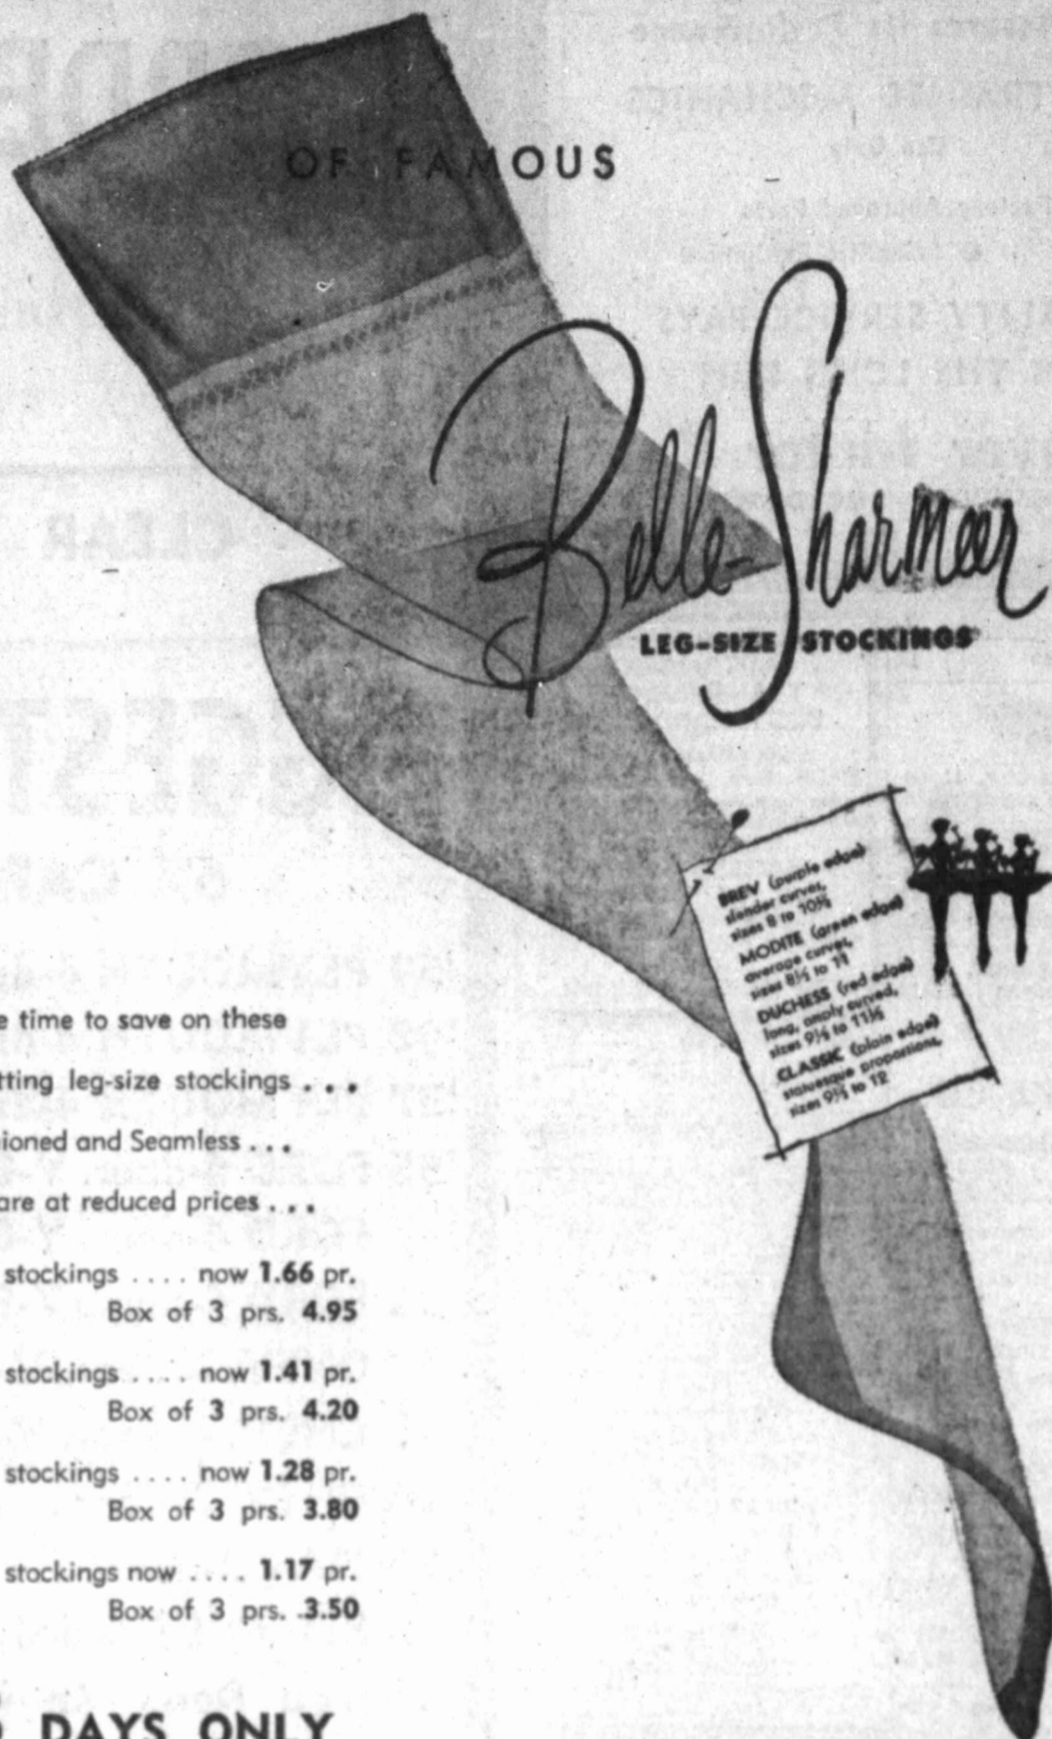 OF FAMOUS
Belle-Sharmeer
LEG-SIZE STOCKINGS
BREV (purple edge)
slender curves,
sizes 8 to 10½
MODITE (green edge)
average curves,
sizes 8½ to 11
DUCHESS (red edge)
long, amply curved,
sizes 9½ to 11½
CLASSIC (plain edge)
statuesque proportions,
sizes 9½ to 12
time to save on these
leg-size stockings . . .
and Seamless . . .
are at reduced prices . . .
stockings . . . . now 1.66 pr.
Box of 3 prs. 4.95
stockings . . . . now 1.41 pr.
Box of 3 prs. 4.20
stockings . . . . now 1.28 pr.
Box of 3 prs. 3.80
stockings now . . . . 1.17 pr.
Box of 3 prs. 3.50
DAYS ONLY